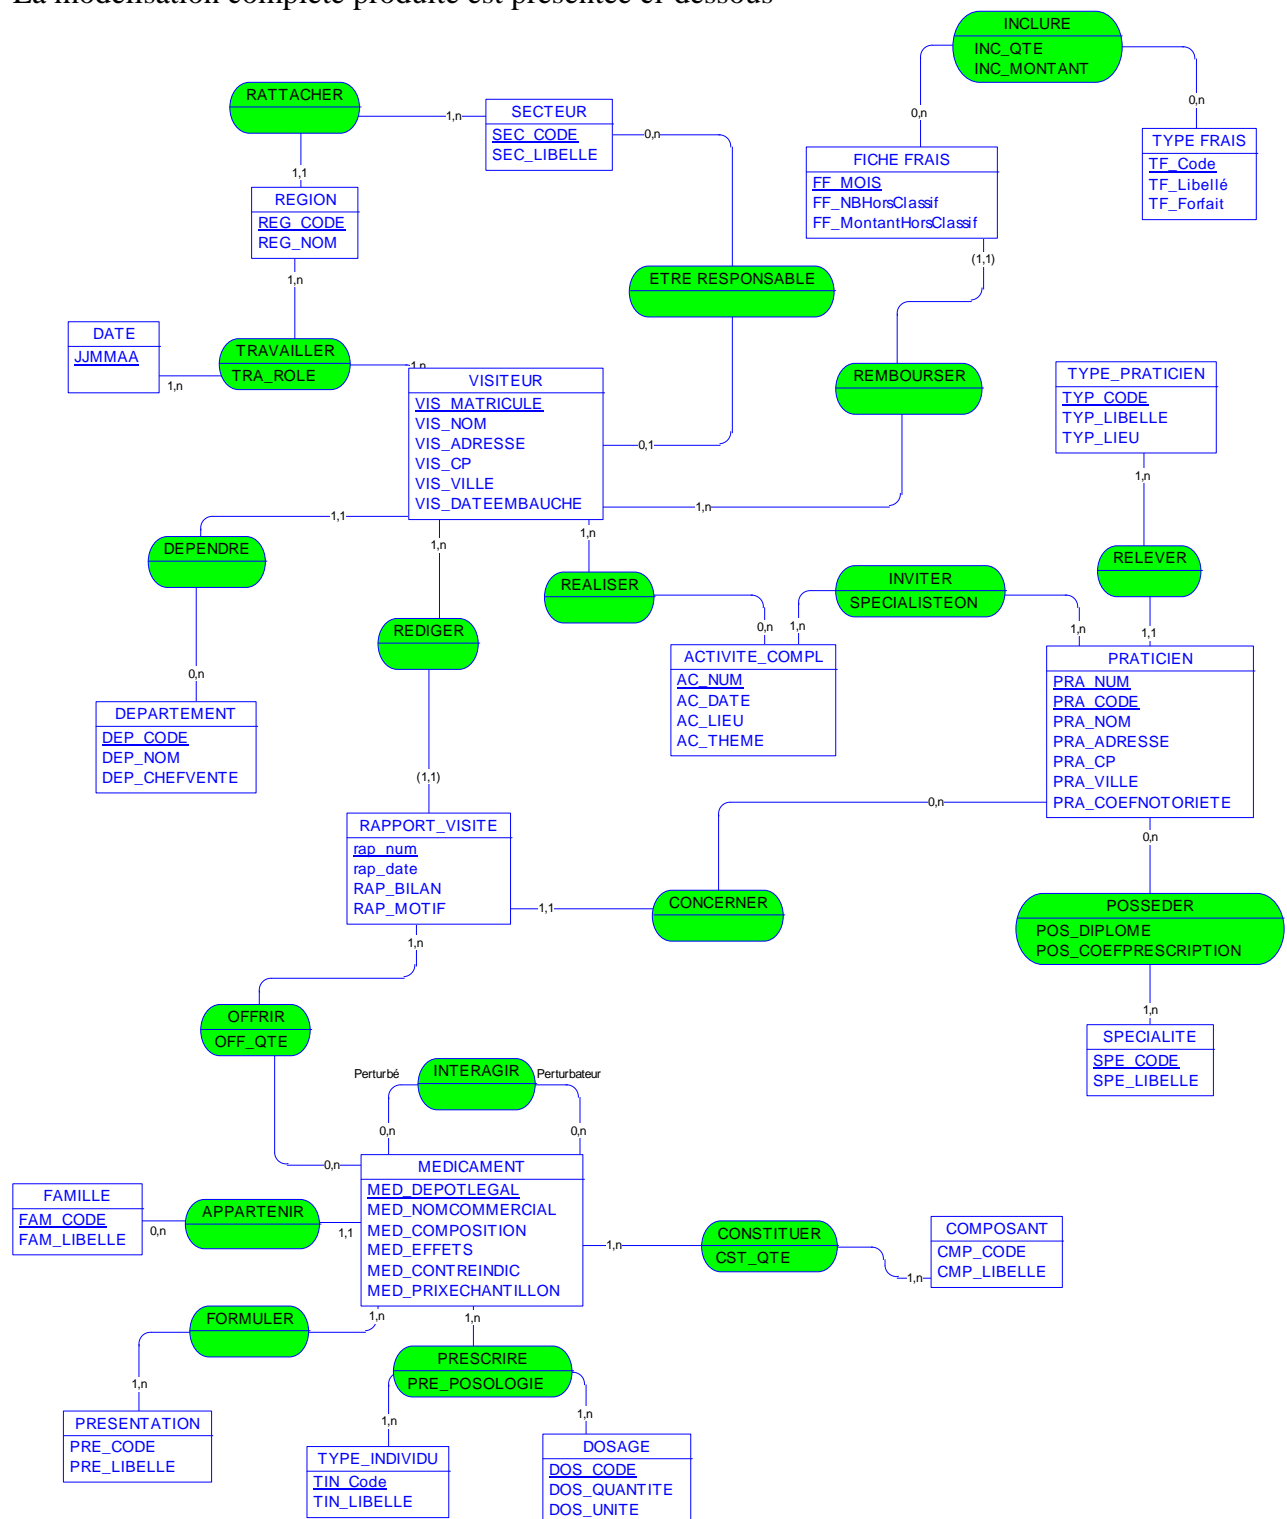 La modélisation complète produite est présentée ci-dessous
INCLURE
INC_QTE
INC_MONTANT
RATTACHER
1,n
SECTEUR
SEC_CODE
SEC_LIBELLE
0,n
0,n
0,n
TYPE FRAIS
TF_Code
TF_Libellé
TF_Forfait
FICHE FRAIS
FF_MOIS
FF_NBHorsClassif
FF_MontantHorsClassif
1,1
REGION
REG_CODE
REG_NOM
(1,1)
1,n
ETRE RESPONSABLE
DATE
JJMMAA
1,n
TRAVAILLER
TRA_ROLE
1,n
VISITEUR
VIS_MATRICULE
VIS_NOM
VIS_ADRESSE
VIS_CP
VIS_VILLE
VIS_DATEEMBAUCHE
0,1
1,n
REMBOURSER
TYPE_PRATICIEN
TYP_CODE
TYP_LIBELLE
TYP_LIEU
1,n
1,1
DEPENDRE
1,n
1,n
REALISER
INVITER
SPECIALISTEON
RELEVER
REDIGER
0,n
1,n
1,n
1,1
0,n
ACTIVITE_COMPL
AC_NUM
AC_DATE
AC_LIEU
AC_THEME
PRATICIEN
PRA_NUM
PRA_CODE
PRA_NOM
PRA_ADRESSE
PRA_CP
PRA_VILLE
PRA_COEFNOTORIETE
DEPARTEMENT
DEP_CODE
DEP_NOM
DEP_CHEFVENTE
(1,1)
0,n
0,n
RAPPORT_VISITE
rap_num
rap_date
RAP_BILAN
RAP_MOTIF
1,1
CONCERNER
POSSEDER
POS_DIPLOME
POS_COEFPRESCRIPTION
1,n
1,n
OFFRIR
OFF_QTE
SPECIALITE
SPE_CODE
SPE_LIBELLE
Perturbé
INTERAGIR
Perturbateur
0,n
0,n
0,n
MEDICAMENT
MED_DEPOTLEGAL
MED_NOMCOMMERCIAL
MED_COMPOSITION
MED_EFFETS
MED_CONTREINDIC
MED_PRIXECHANTILLON
FAMILLE
FAM_CODE
FAM_LIBELLE
0,n
APPARTENIR
1,1
1,n
CONSTITUER
CST_QTE
1,n
COMPOSANT
CMP_CODE
CMP_LIBELLE
FORMULER
1,n
1,n
PRESCRIRE
PRE_POSOLOGIE
1,n
1,n
1,n
PRESENTATION
PRE_CODE
PRE_LIBELLE
TYPE_INDIVIDU
TIN_Code
TIN_LIBELLE
DOSAGE
DOS_CODE
DOS_QUANTITE
DOS_UNITE